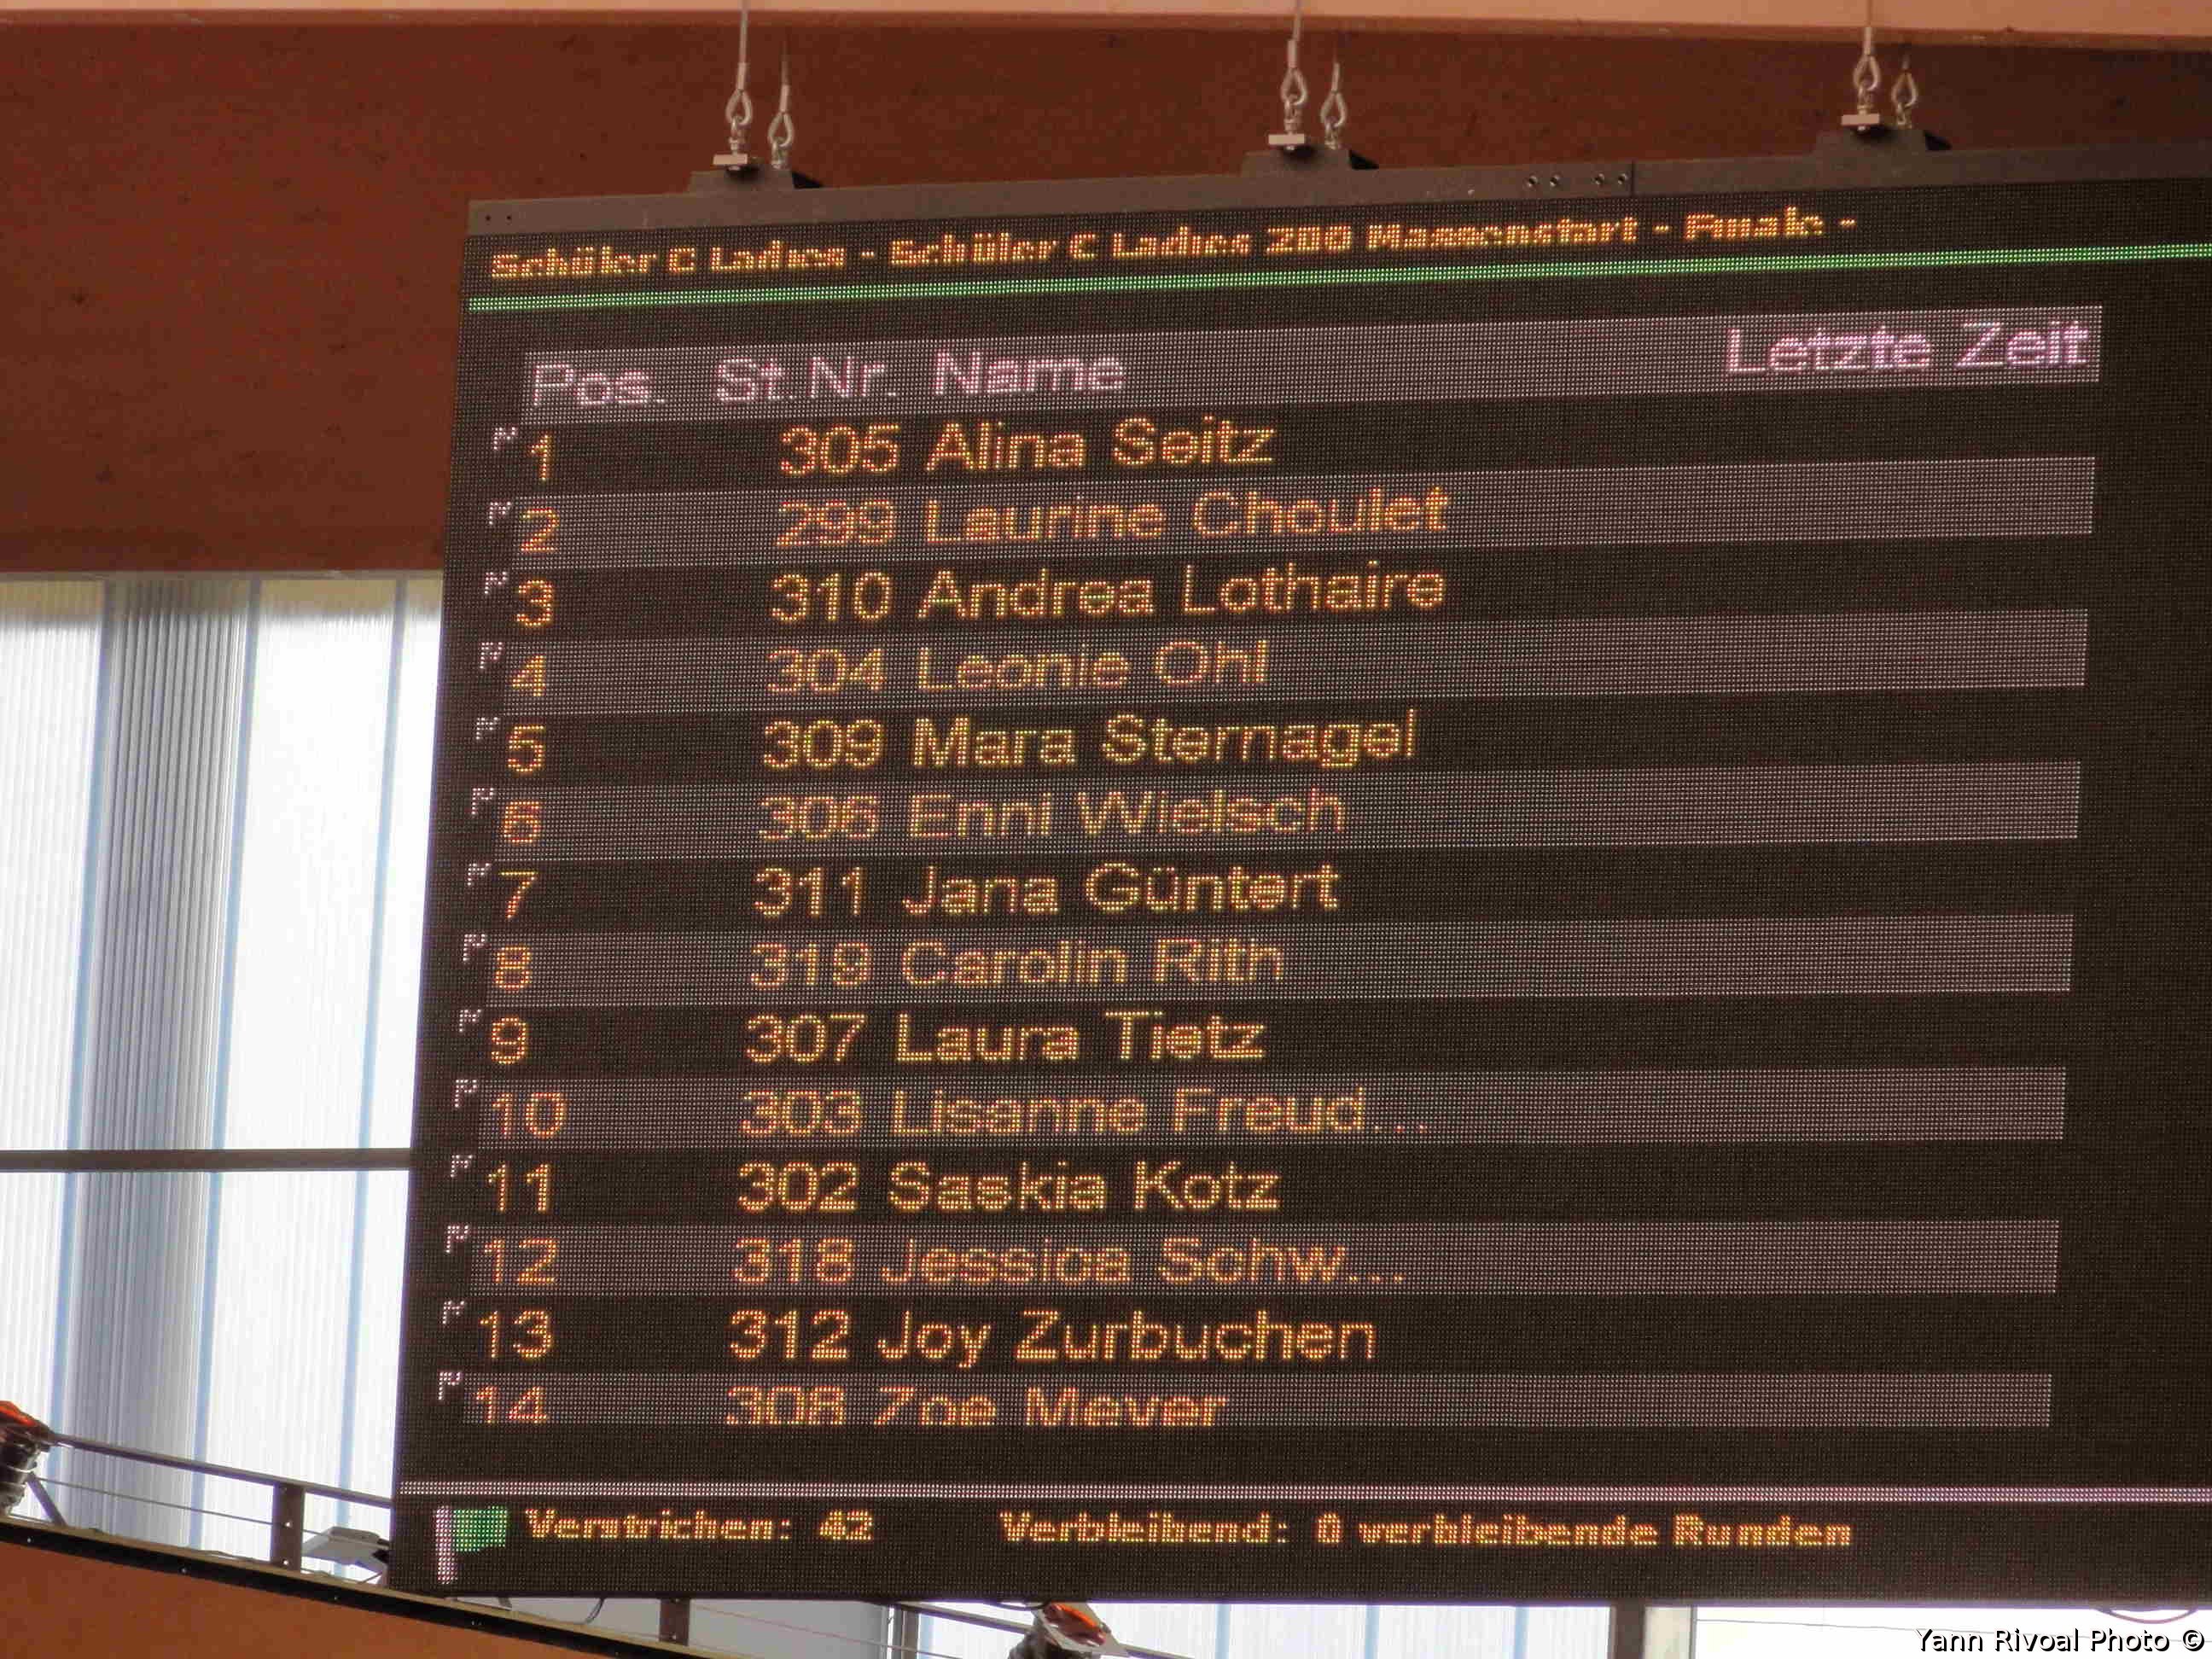 Schüler C Ladies - Schüler C Ladies 200 Massenstart - Finale -
Pos. St.Nr. Name Letzte Zeit
1 305 Alina Seitz
2 299 Laurine Choulet
3 310 Andrea Lothaire
4 304 Leonie Ohl
5 309 Mara Sternagel
6 306 Enni Wielsch
7 311 Jana Güntert
8 319 Carolin Rith
9 307 Laura Tietz
10 303 Lisanne Freud...
11 302 Saskia Kotz
12 318 Jessica Schw...
13 312 Joy Zurbuchen
14 308 Zoe Meyer
Verstrichen: 42 Verbleibend: 0 verbleibende Runden
Yann Rivoal Photo ©